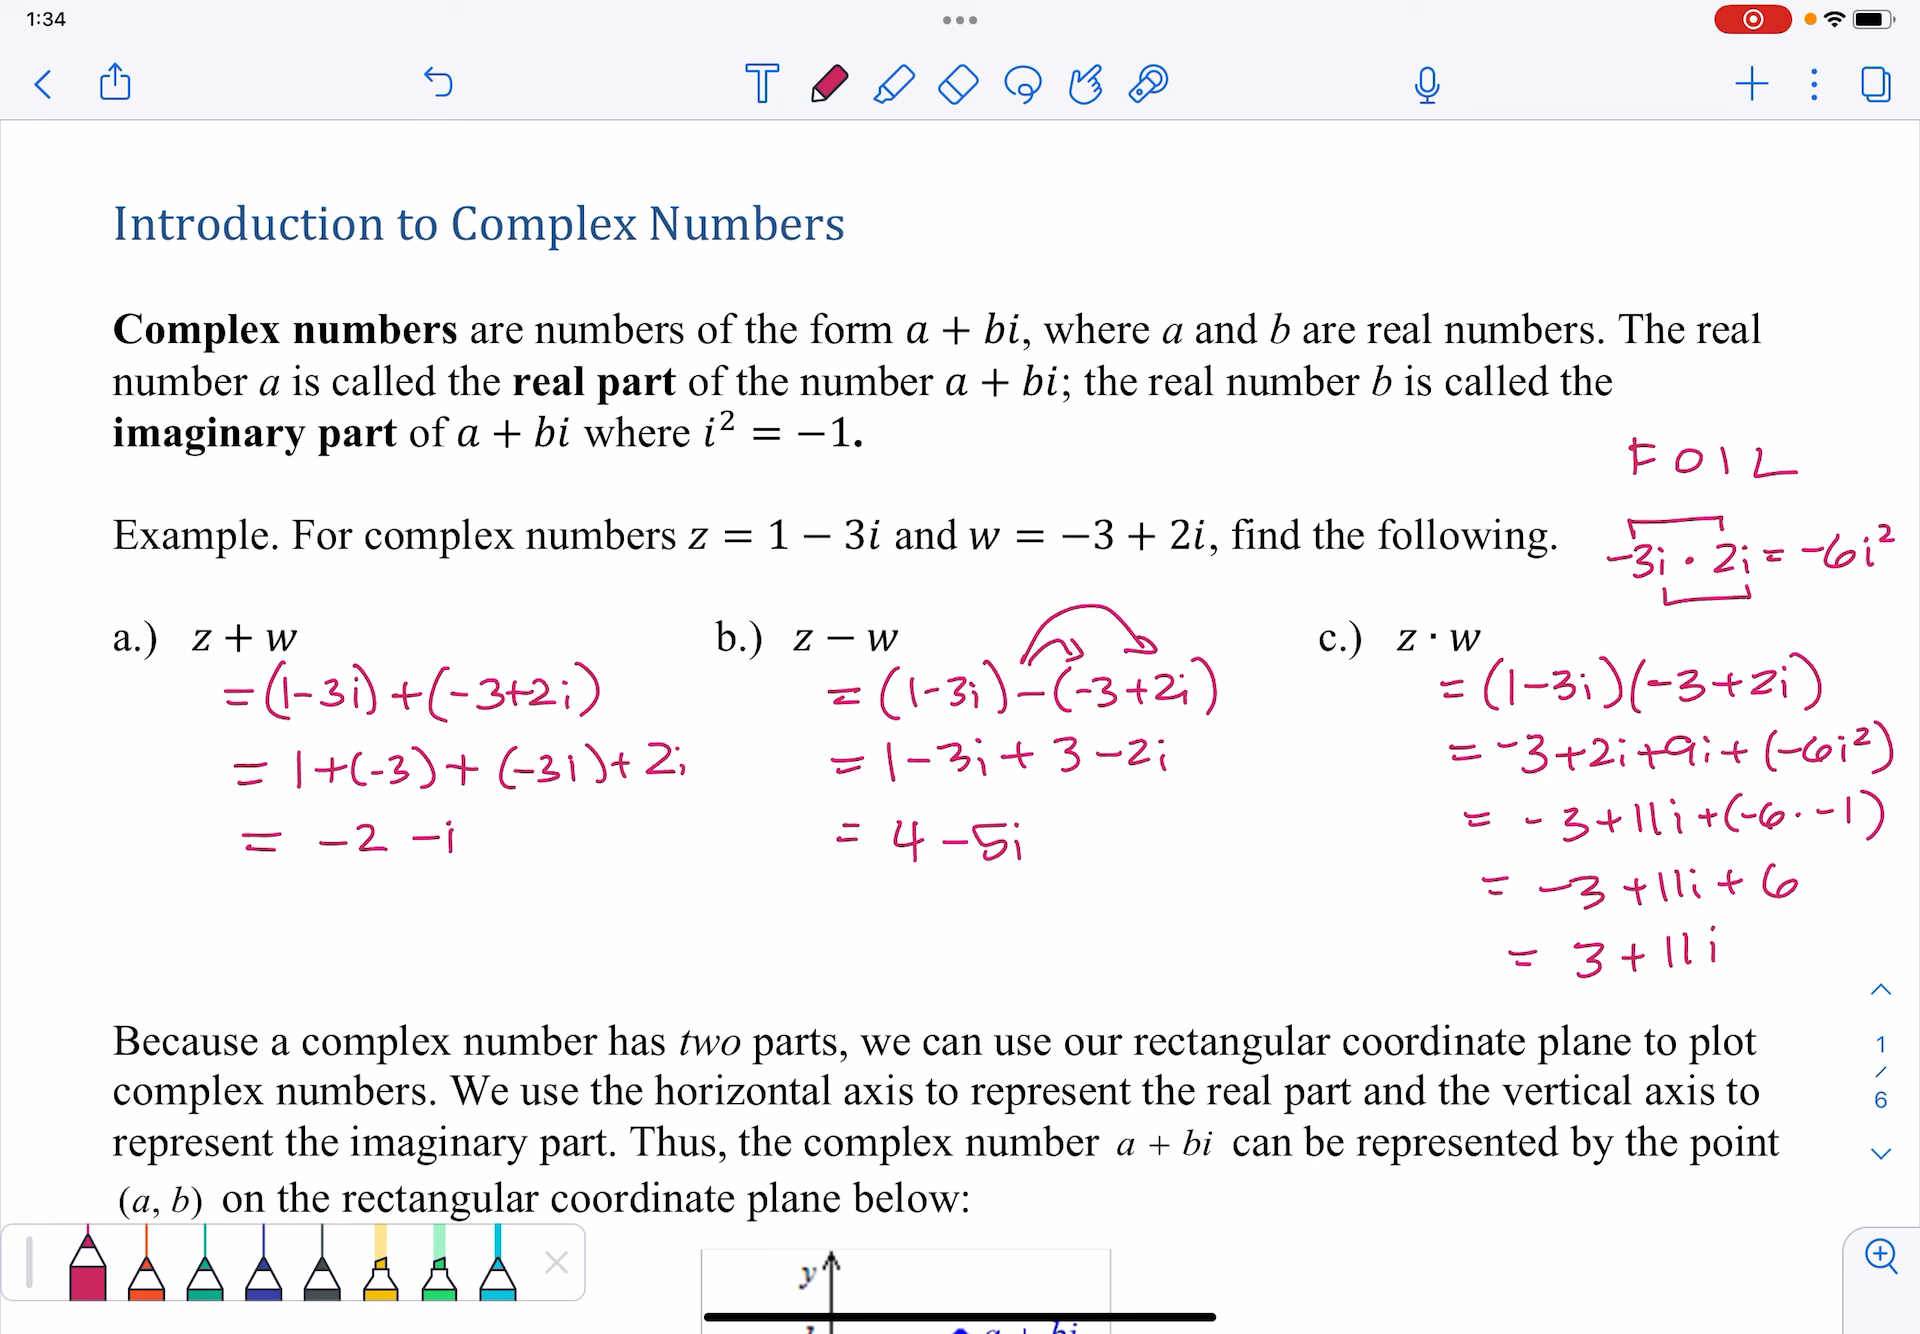 1:34
Introduction to Complex Numbers
Complex numbers are numbers of the form a + bi, where a and b are real numbers. The real
number a is called the real part of the number a + bi; the real number b is called the
imaginary part of a + bi where i² = −1.
FOIL
Example. For complex numbers z = 1 − 3i and w = −3 + 2i, find the following.
-3i · 2i = -6i²
a.) z + w
= (1-3i) + (-3+2i)
= 1+(-3)+(-3i)+2i
= -2 -i
b.) z − w
= (1-3i)-(-3+2i)
= 1-3i+3-2i
= 4-5i
c.) z · w
= (1-3i)(-3+2i)
= -3+2i+9i+(-6i²)
= -3+11i+(-6·-1)
= -3+11i+6
= 3+11i
Because a complex number has two parts, we can use our rectangular coordinate plane to plot
complex numbers. We use the horizontal axis to represent the real part and the vertical axis to
represent the imaginary part. Thus, the complex number a + bi can be represented by the point
(a, b) on the rectangular coordinate plane below:
1
/
6
y
a + bi